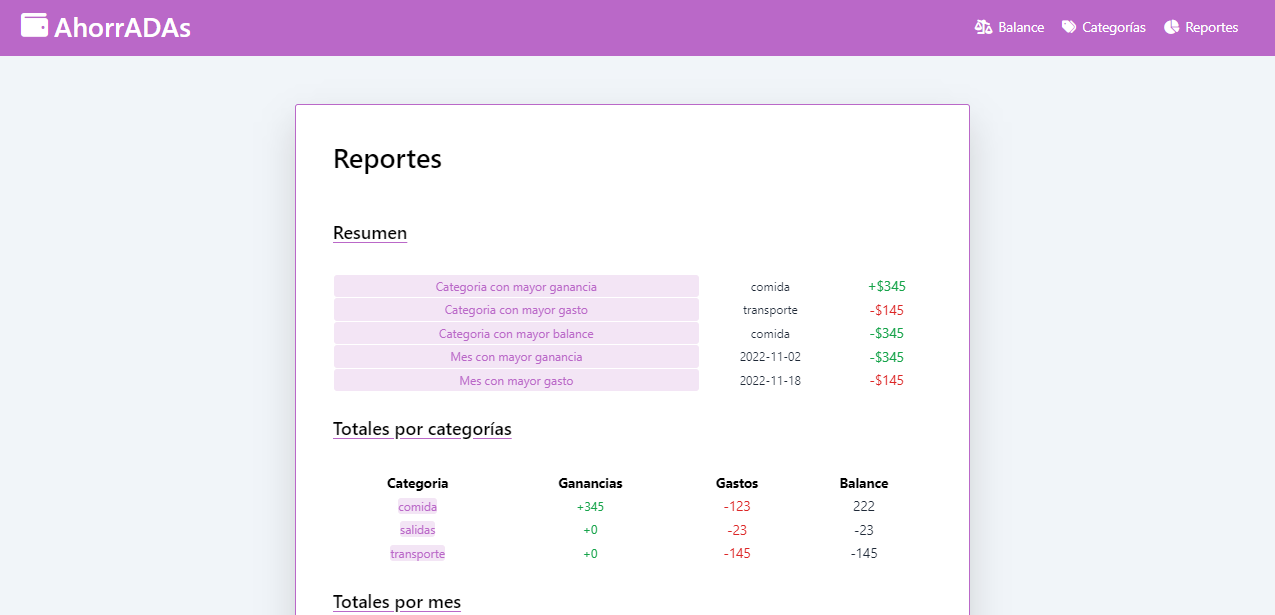 AhorrADAs Balance Categorías Reportes
Reportes
Resumen
Categoria con mayor ganancia comida +$345
Categoria con mayor gasto transporte -$145
Categoria con mayor balance comida -$345
Mes con mayor ganancia 2022-11-02 -$345
Mes con mayor gasto 2022-11-18 -$145
Totales por categorías
Categoria Ganancias Gastos Balance
comida +345 -123 222
salidas +0 -23 -23
transporte +0 -145 -145
Totales por mes